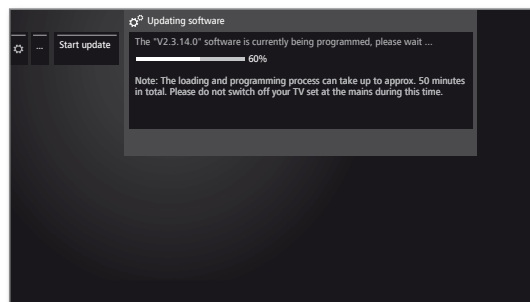 Updating software
... Start update
The "V2.3.14.0" software is currently being programmed, please wait ...
60%
Note: The loading and programming process can take up to approx. 50 minutes
in total. Please do not switch off your TV set at the mains during this time.